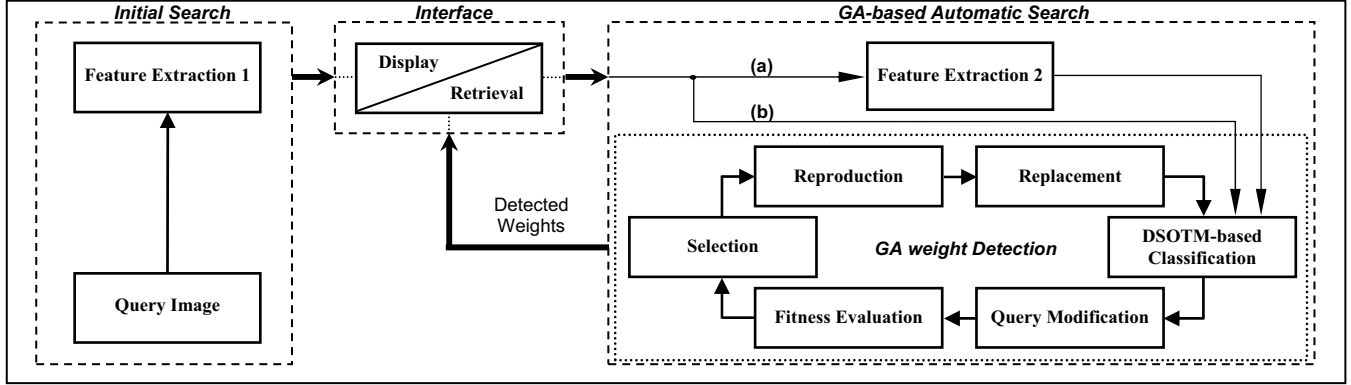 Initial Search
Interface
GA-based Automatic Search
Feature Extraction 1
Query Image
Display
Retrieval
Detected
Weights
(a)
Feature Extraction 2
(b)
Reproduction
Replacement
Selection
GA weight Detection
DSOTM-based
Classification
Fitness Evaluation
Query Modification